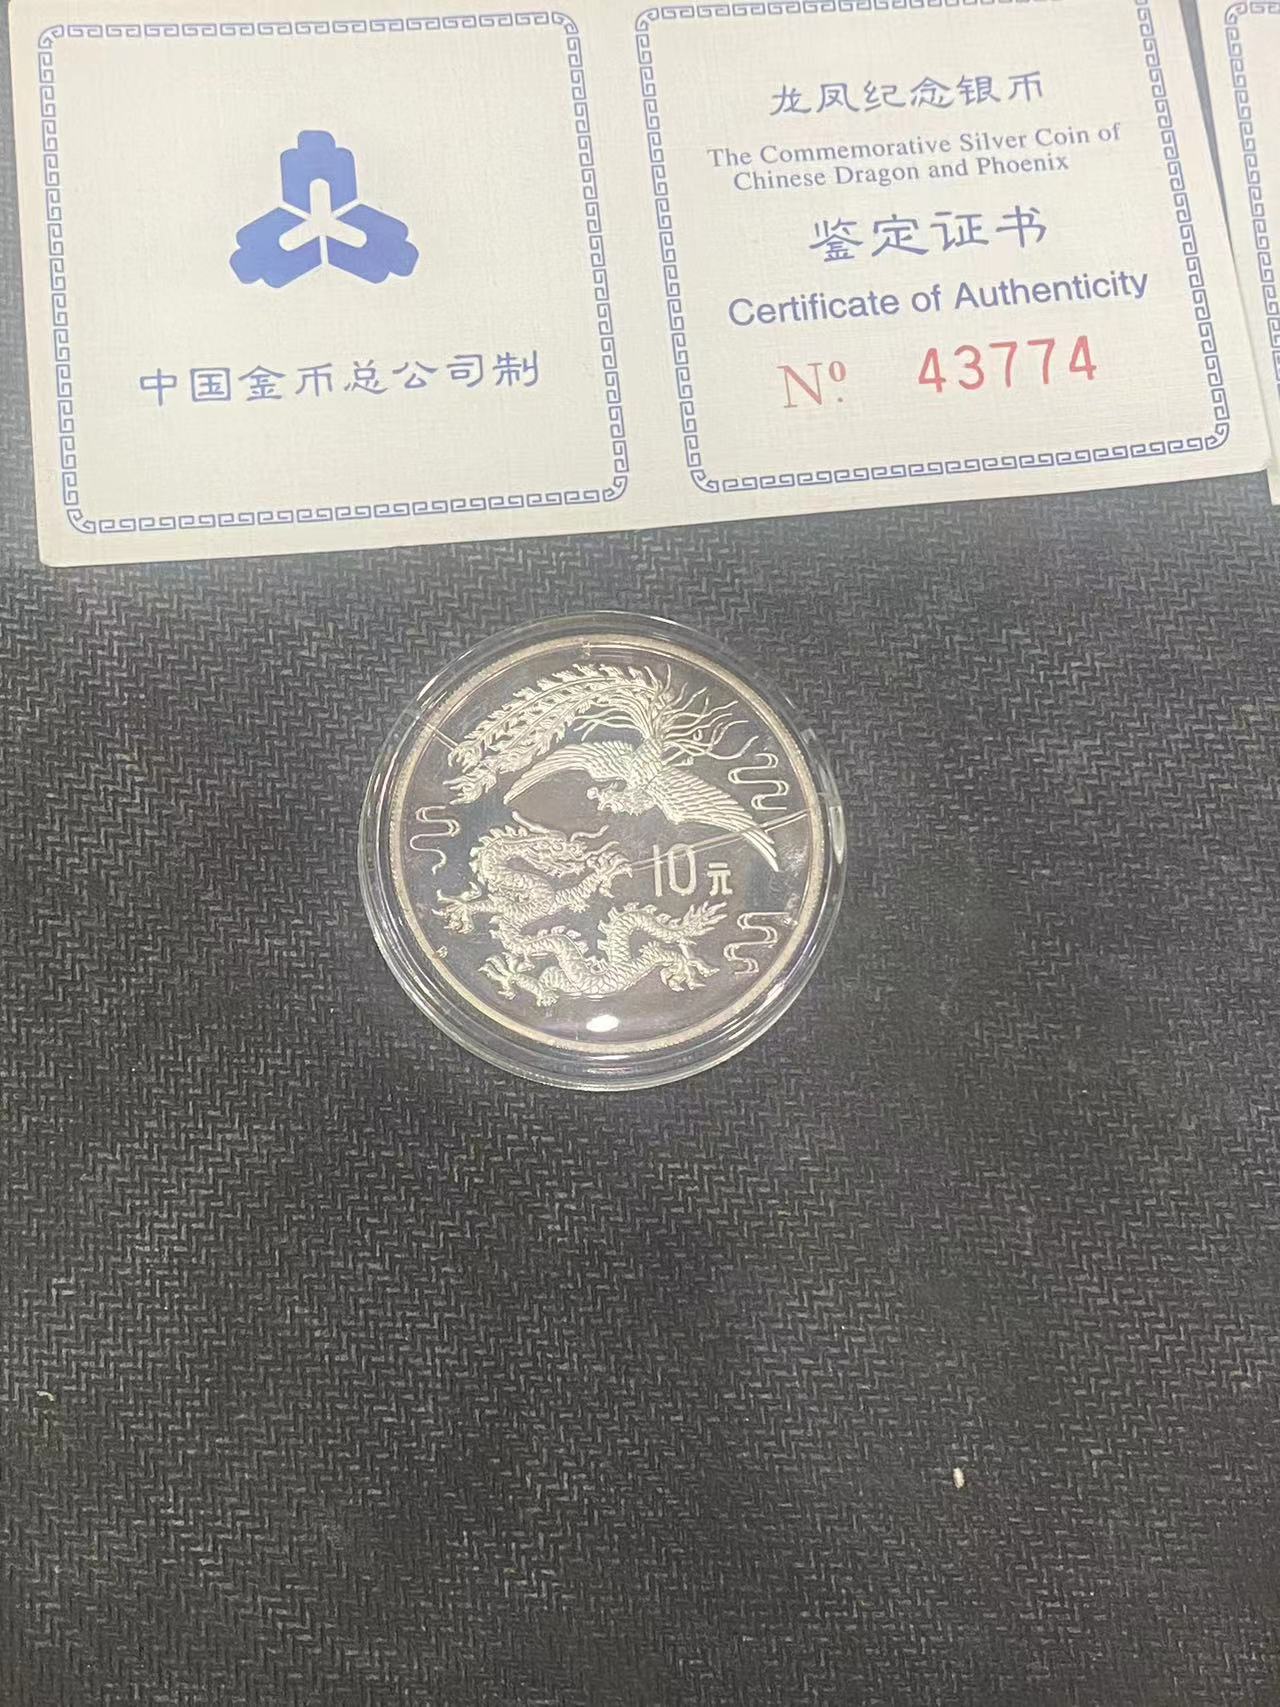 中国金币总公司制
龙凤纪念银币
The Commemorative Silver Coin of
Chinese Dragon and Phoenix
鉴定证书
Certificate of Authenticity
Nº. 43774
10元